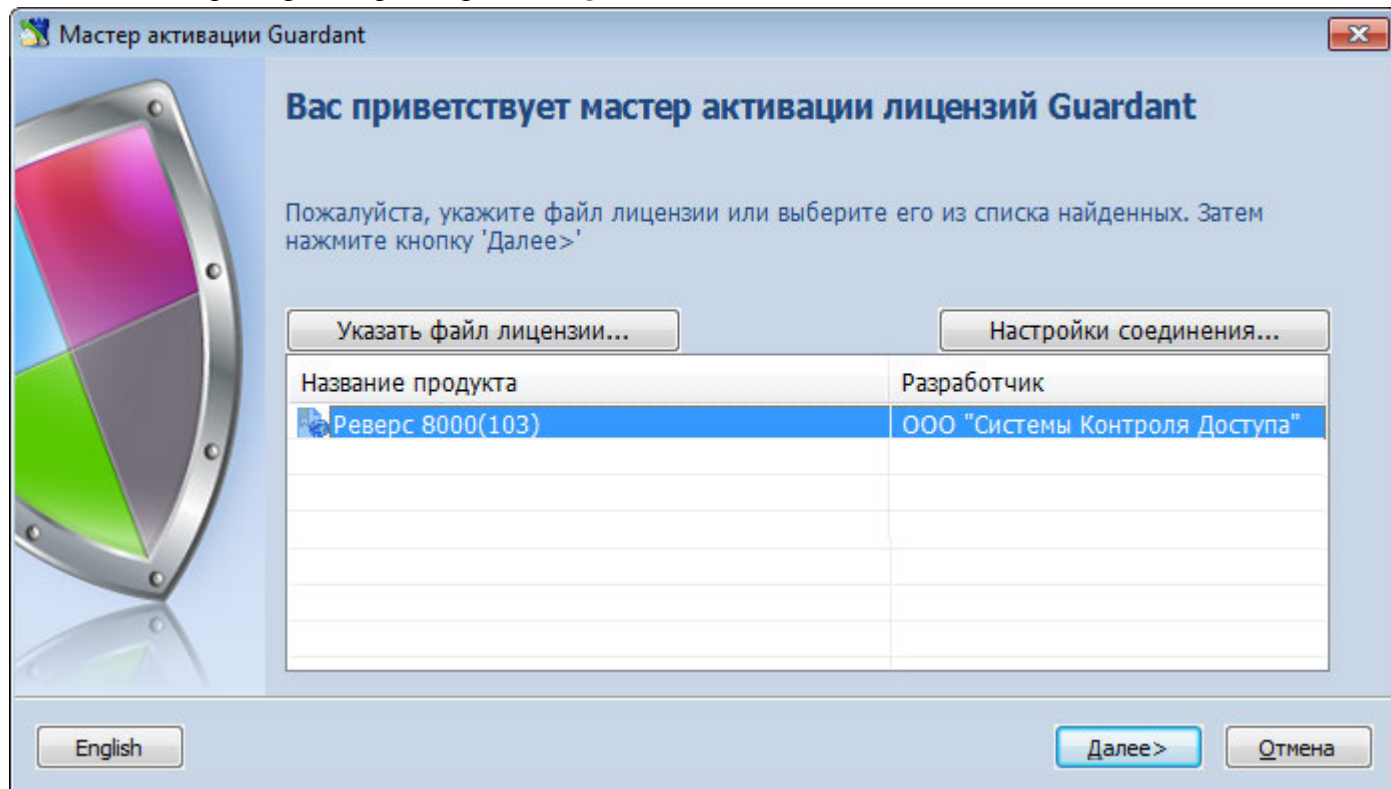 Мастер активации Guardant
Вас приветствует мастер активации лицензий Guardant
Пожалуйста, укажите файл лицензии или выберите его из списка найденных. Затем
нажмите кнопку 'Далее>'
Указать файл лицензии...
Настройки соединения...
Название продукта
Разработчик
Реверс 8000(103)
ООО "Системы Контроля Доступа"
English
Далее>
Отмена